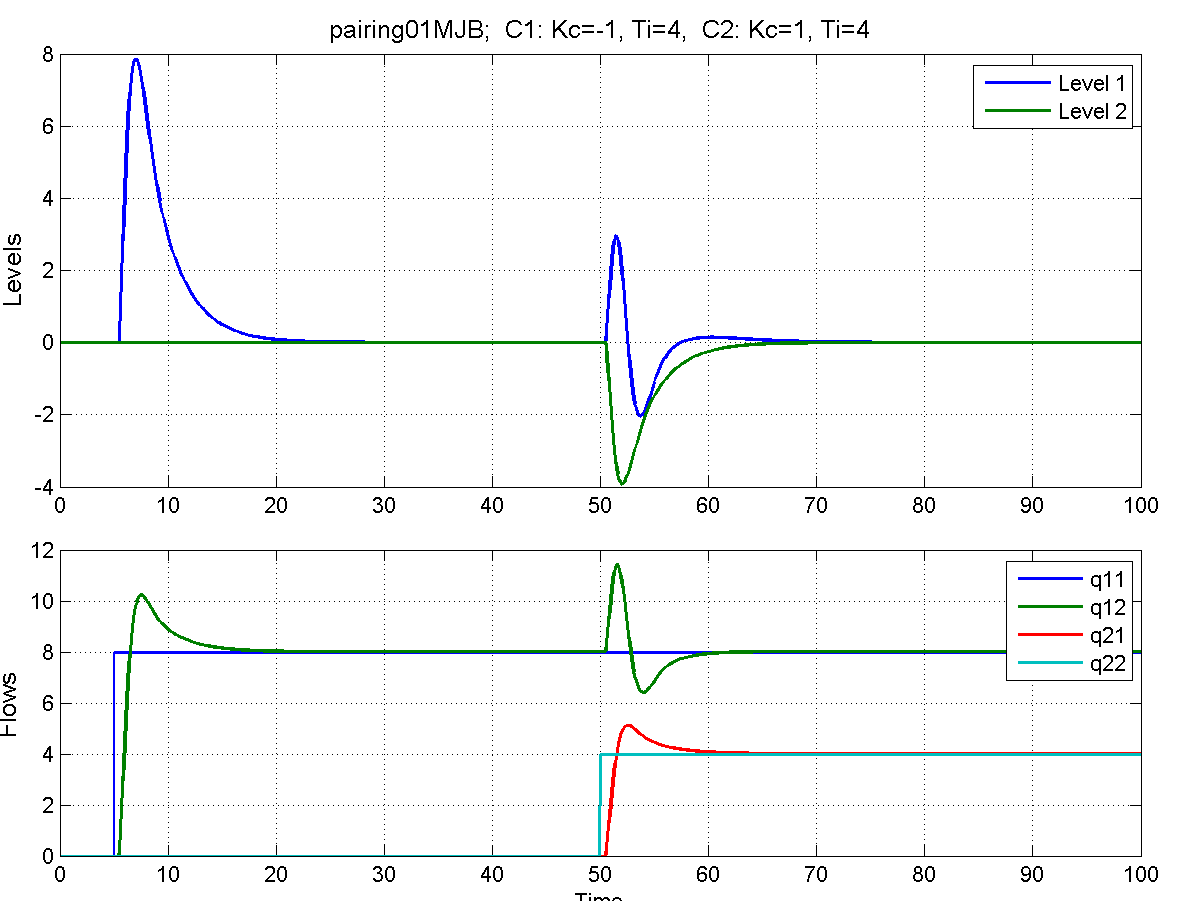 pairing01MJB;  C1: Kc=-1, Ti=4,  C2: Kc=1, Ti=4
8
6
4
2
0
-2
-4
Levels
Level 1
Level 2
0 10 20 30 40 50 60 70 80 90 100
12
10
8
6
4
2
0
Flows
q11
q12
q21
q22
0 10 20 30 40 50 60 70 80 90 100
Time